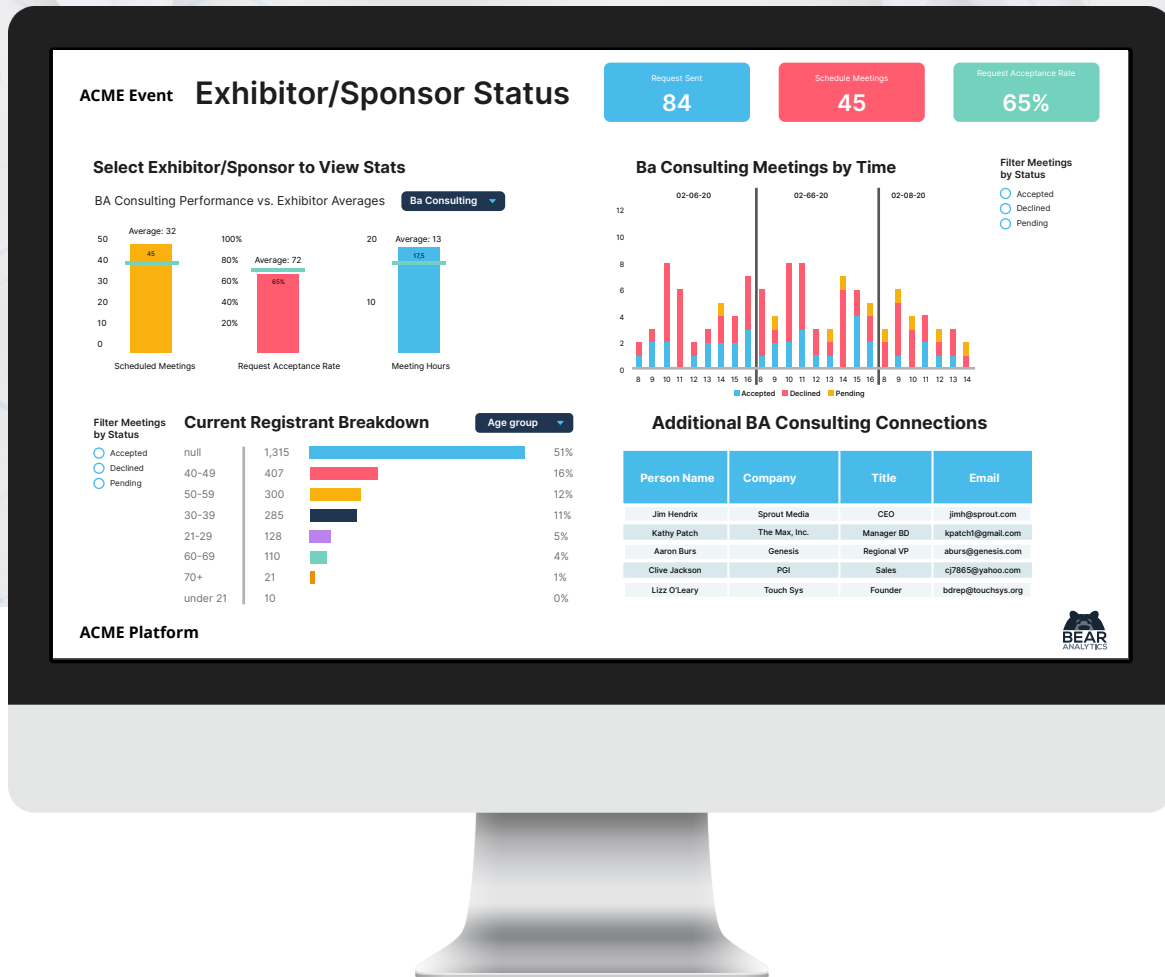 ACME Event
Exhibitor/Sponsor Status
Request Sent
84
Schedule Meetings
45
Request Acceptance Rate
65%
Select Exhibitor/Sponsor to View Stats
BA Consulting Performance vs. Exhibitor Averages
Ba Consulting
50
40
30
20
10
0
Average: 32
45
Scheduled Meetings
100%
80%
60%
40%
20%
Average: 72
65%
Request Acceptance Rate
20
10
Average: 13
17,5
Meeting Hours
Ba Consulting Meetings by Time
02-06-20 02-66-20 02-08-20
12
10
8
6
4
2
0
8 9 10 11 12 13 14 15 16 8 9 10 11 12 13 14 15 16 8 9 10 11 12 13 14
Accepted Declined Pending
Filter Meetings
by Status
Accepted
Declined
Pending
Filter Meetings
by Status
Accepted
Declined
Pending
Current Registrant Breakdown
Age group
null 1,315 51%
40-49 407 16%
50-59 300 12%
30-39 285 11%
21-29 128 5%
60-69 110 4%
70+ 21 1%
under 21 10 0%
Additional BA Consulting Connections
Person Name Company Title Email
Jim Hendrix Sprout Media CEO jimh@sprout.com
Kathy Patch The Max, Inc. Manager BD kpatch1@gmail.com
Aaron Burs Genesis Regional VP aburs@genesis.com
Clive Jackson PGI Sales cj7865@yahoo.com
Lizz O'Leary Touch Sys Founder bdrep@touchsys.org
ACME Platform
BEAR
ANALYTICS